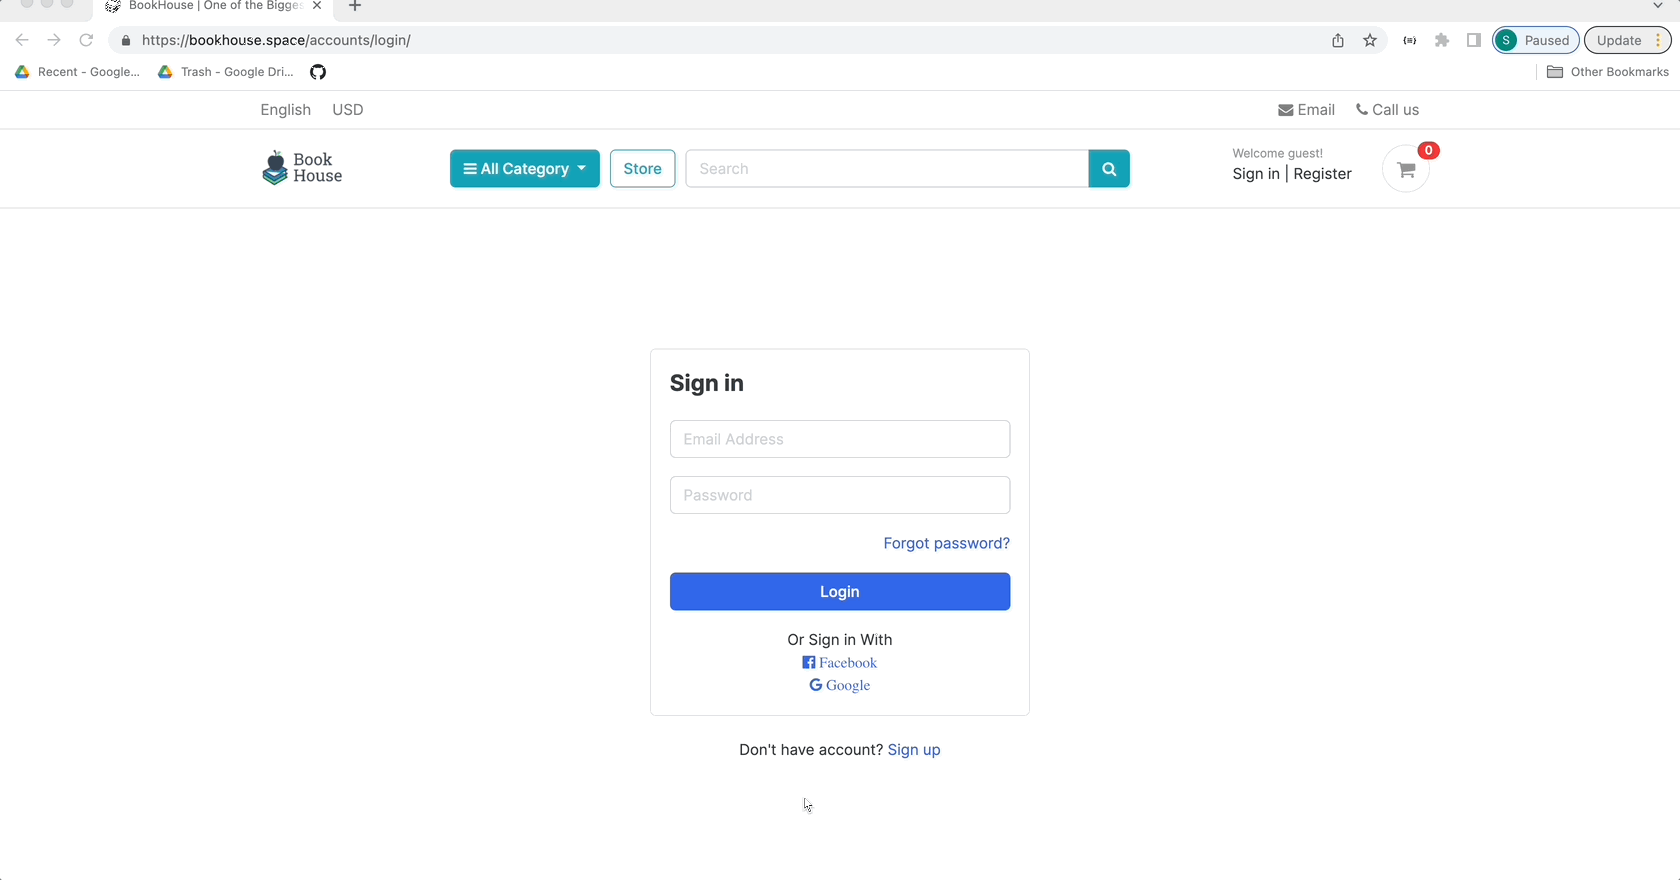 BookHouse | One of the Bigges
https://bookhouse.space/accounts/login/
S Paused
Update
Recent - Google...
Trash - Google Dri...
Other Bookmarks
English USD
Email Call us
Book
House
All Category
Store
Search
Welcome guest!
Sign in | Register
0
Sign in
Email Address
Password
Forgot password?
Login
Or Sign in With
Facebook
Google
Don't have account? Sign up